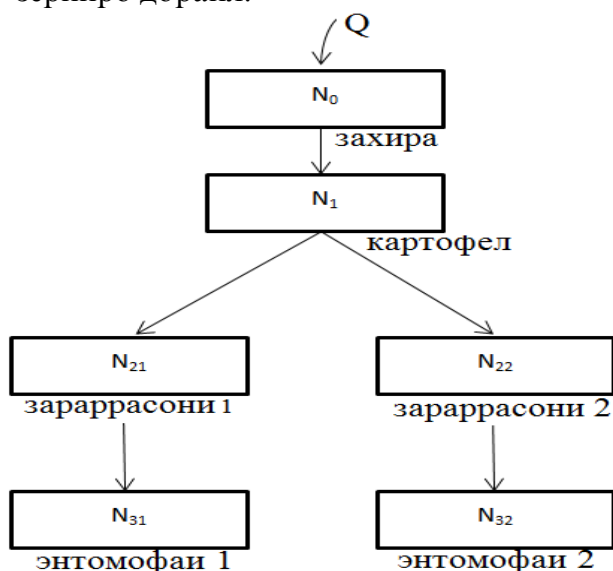 Q
N₀
захира
N₁
картофел
N₂₁ N₂₂
зараррасони 1 зараррасони 2
N₃₁ N₃₂
энтомофаи 1 энтомофаи 2